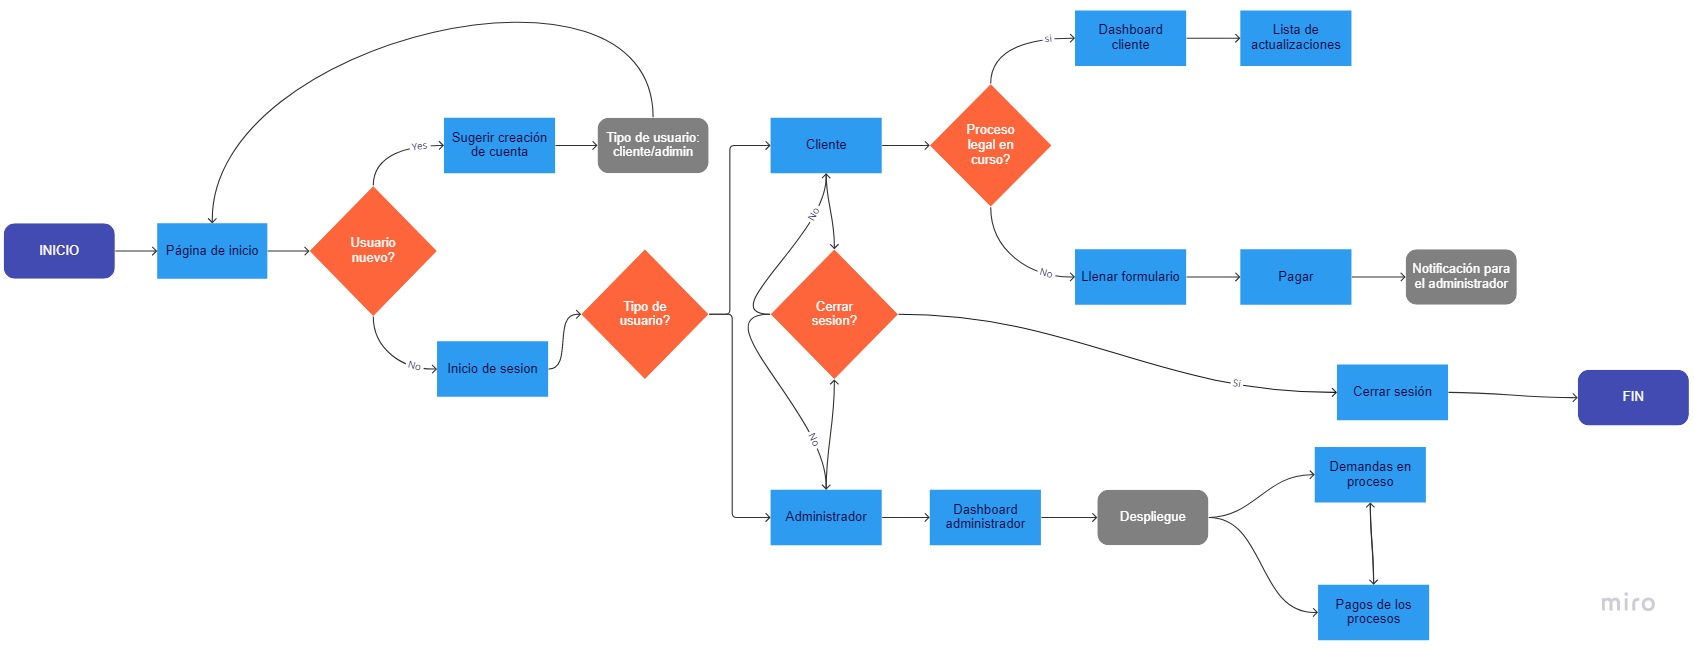 INICIO
Página de inicio
Usuario
nuevo?
Yes
Sugerir creación
de cuenta
Tipo de usuario:
cliente/adimin
No
Inicio de sesion
Tipo de
usuario?
Cliente
No
Cerrar
sesion?
No
Administrador
Proceso
legal en
curso?
si
Dashboard
cliente
Lista de
actualizaciones
No
Llenar formulario
Pagar
Notificación para
el administrador
Si
Cerrar sesión
FIN
Dashboard
administrador
Despliegue
Demandas en
proceso
Pagos de los
procesos
miro